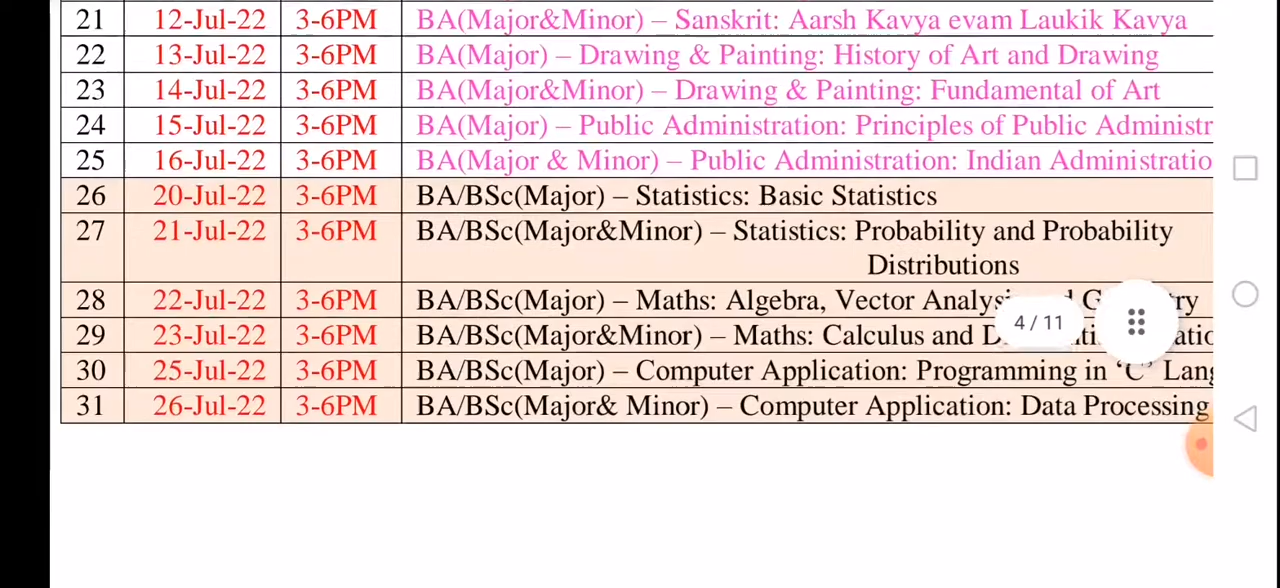 21 12-Jul-22 3-6PM BA(Major&Minor) – Sanskrit: Aarsh Kavya evam Laukik Kavya
22 13-Jul-22 3-6PM BA(Major) – Drawing & Painting: History of Art and Drawing
23 14-Jul-22 3-6PM BA(Major&Minor) – Drawing & Painting: Fundamental of Art
24 15-Jul-22 3-6PM BA(Major) – Public Administration: Principles of Public Administr
25 16-Jul-22 3-6PM BA(Major & Minor) – Public Administration: Indian Administratio
26 20-Jul-22 3-6PM BA/BSc(Major) – Statistics: Basic Statistics
27 21-Jul-22 3-6PM BA/BSc(Major&Minor) – Statistics: Probability and Probability
Distributions
28 22-Jul-22 3-6PM BA/BSc(Major) – Maths: Algebra, Vector
29 23-Jul-22 3-6PM BA/BSc(Major&Minor) – Maths: Calculus and
4 / 11
30 25-Jul-22 3-6PM BA/BSc(Major) – Computer Application: Programming in ‘C’ Lang
31 26-Jul-22 3-6PM BA/BSc(Major& Minor) – Computer Application: Data Processing